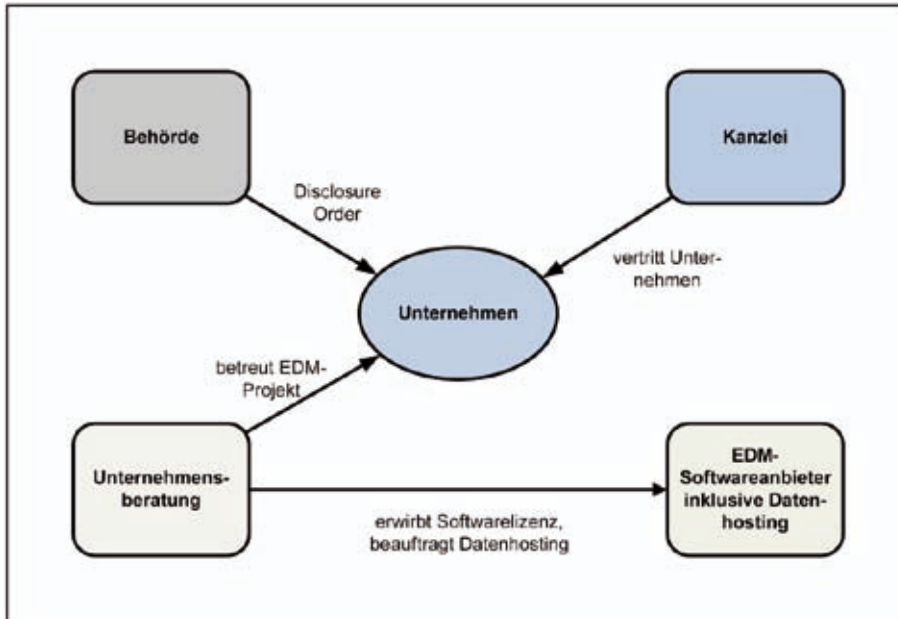 Behörde
Kanzlei
Disclosure
Order
vertritt Unter-
nehmen
Unternehmen
betreut EDM-
Projekt
Unternehmens-
beratung
EDM-
Softwareanbieter
inklusive Daten-
hosting
erwirbt Softwarelizenz,
beauftragt Datenhosting